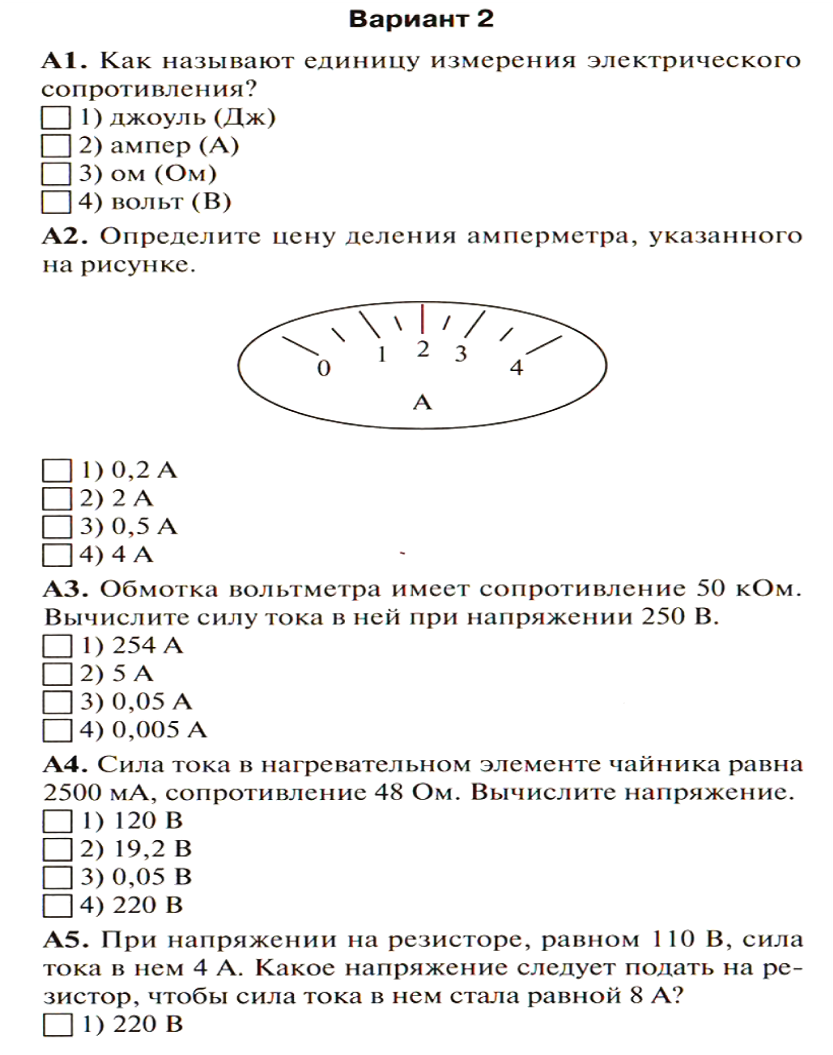 Вариант 2
А1. Как называют единицу измерения электрического
сопротивления?
1) джоуль (Дж)
2) ампер (А)
3) ом (Ом)
4) вольт (В)
А2. Определите цену деления амперметра, указанного
на рисунке.
0 1 2 3 4
А
1) 0,2 А
2) 2 А
3) 0,5 А
4) 4 А
А3. Обмотка вольтметра имеет сопротивление 50 кОм.
Вычислите силу тока в ней при напряжении 250 В.
1) 254 А
2) 5 А
3) 0,05 А
4) 0,005 А
А4. Сила тока в нагревательном элементе чайника равна
2500 мА, сопротивление 48 Ом. Вычислите напряжение.
1) 120 В
2) 19,2 В
3) 0,05 В
4) 220 В
А5. При напряжении на резисторе, равном 110 В, сила
тока в нем 4 А. Какое напряжение следует подать на ре-
зистор, чтобы сила тока в нем стала равной 8 А?
1) 220 В